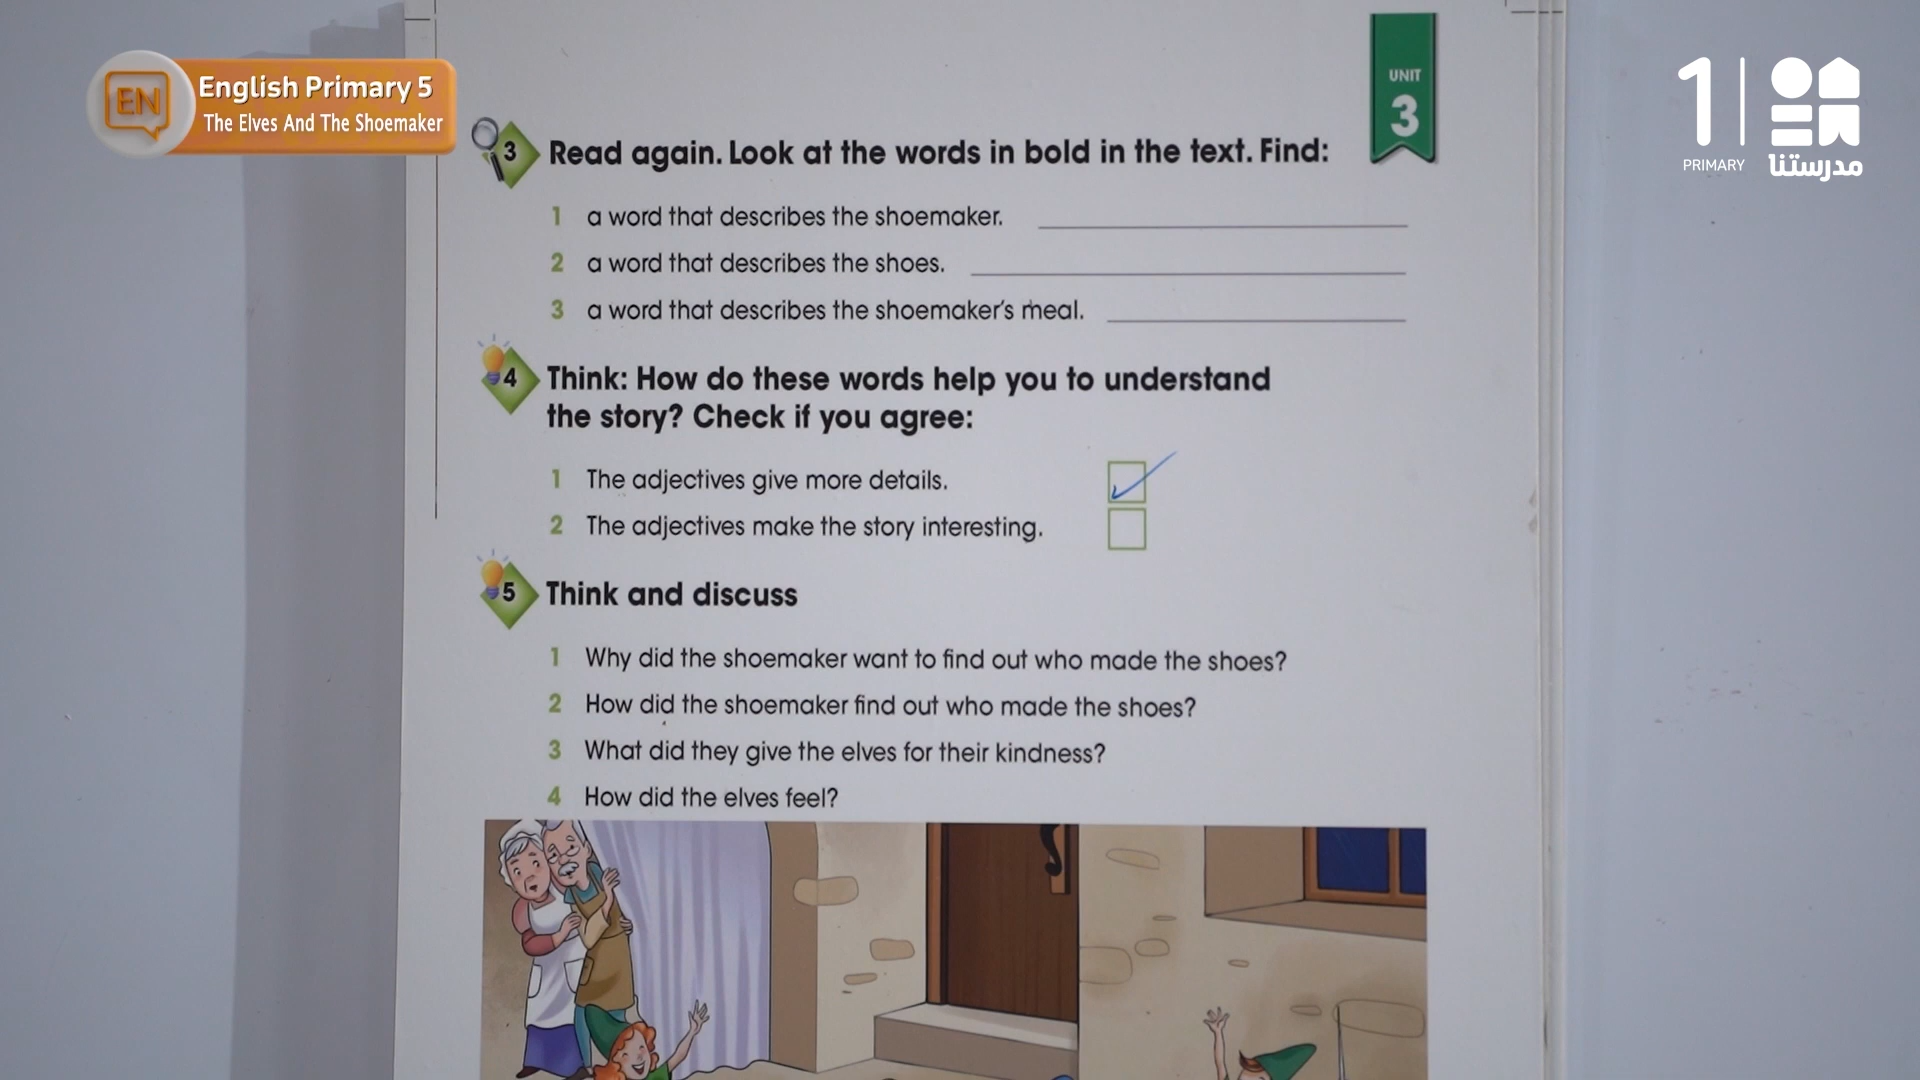 EN
English Primary 5
The Elves And The Shoemaker
1
PRIMARY
مدرستنا
UNIT
3
3 Read again. Look at the words in bold in the text. Find:
1 a word that describes the shoemaker.
2 a word that describes the shoes.
3 a word that describes the shoemaker's meal.
4 Think: How do these words help you to understand
the story? Check if you agree:
1 The adjectives give more details.
2 The adjectives make the story interesting.
5 Think and discuss
1 Why did the shoemaker want to find out who made the shoes?
2 How did the shoemaker find out who made the shoes?
3 What did they give the elves for their kindness?
4 How did the elves feel?